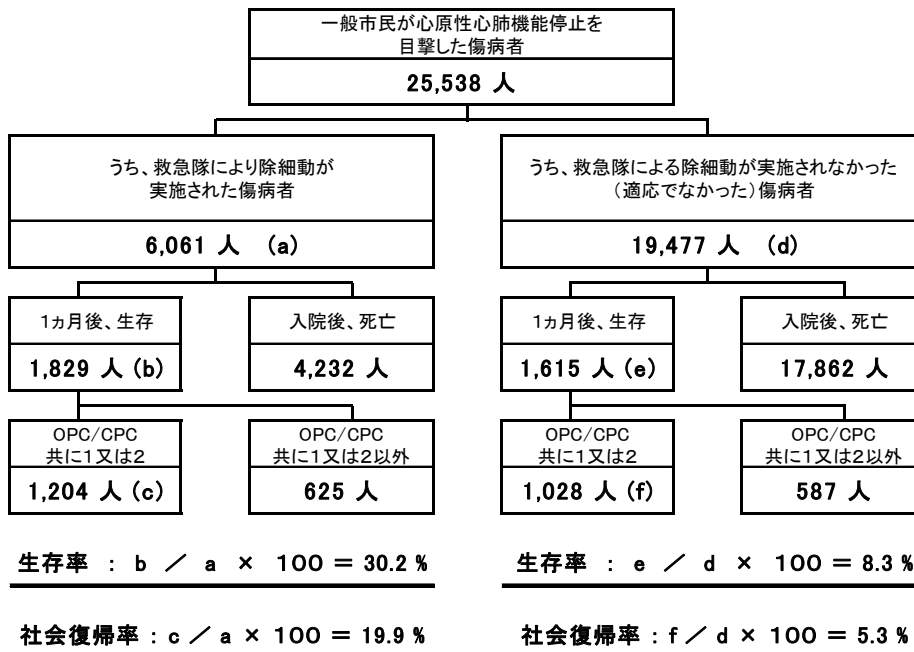 一般市民が心原性心肺機能停止を
目撃した傷病者
25,538 人
うち、救急隊により除細動が
実施された傷病者
6,061 人 (a)
うち、救急隊による除細動が実施されなかった
(適応でなかった)傷病者
19,477 人 (d)
1ヵ月後、生存
1,829 人 (b)
入院後、死亡
4,232 人
1ヵ月後、生存
1,615 人 (e)
入院後、死亡
17,862 人
OPC/CPC
共に1又は2
1,204 人 (c)
OPC/CPC
共に1又は2以外
625 人
OPC/CPC
共に1又は2
1,028 人 (f)
OPC/CPC
共に1又は2以外
587 人
生存率 : b / a × 100 = 30.2 %
社会復帰率 : c / a × 100 = 19.9 %
生存率 : e / d × 100 = 8.3 %
社会復帰率 : f / d × 100 = 5.3 %